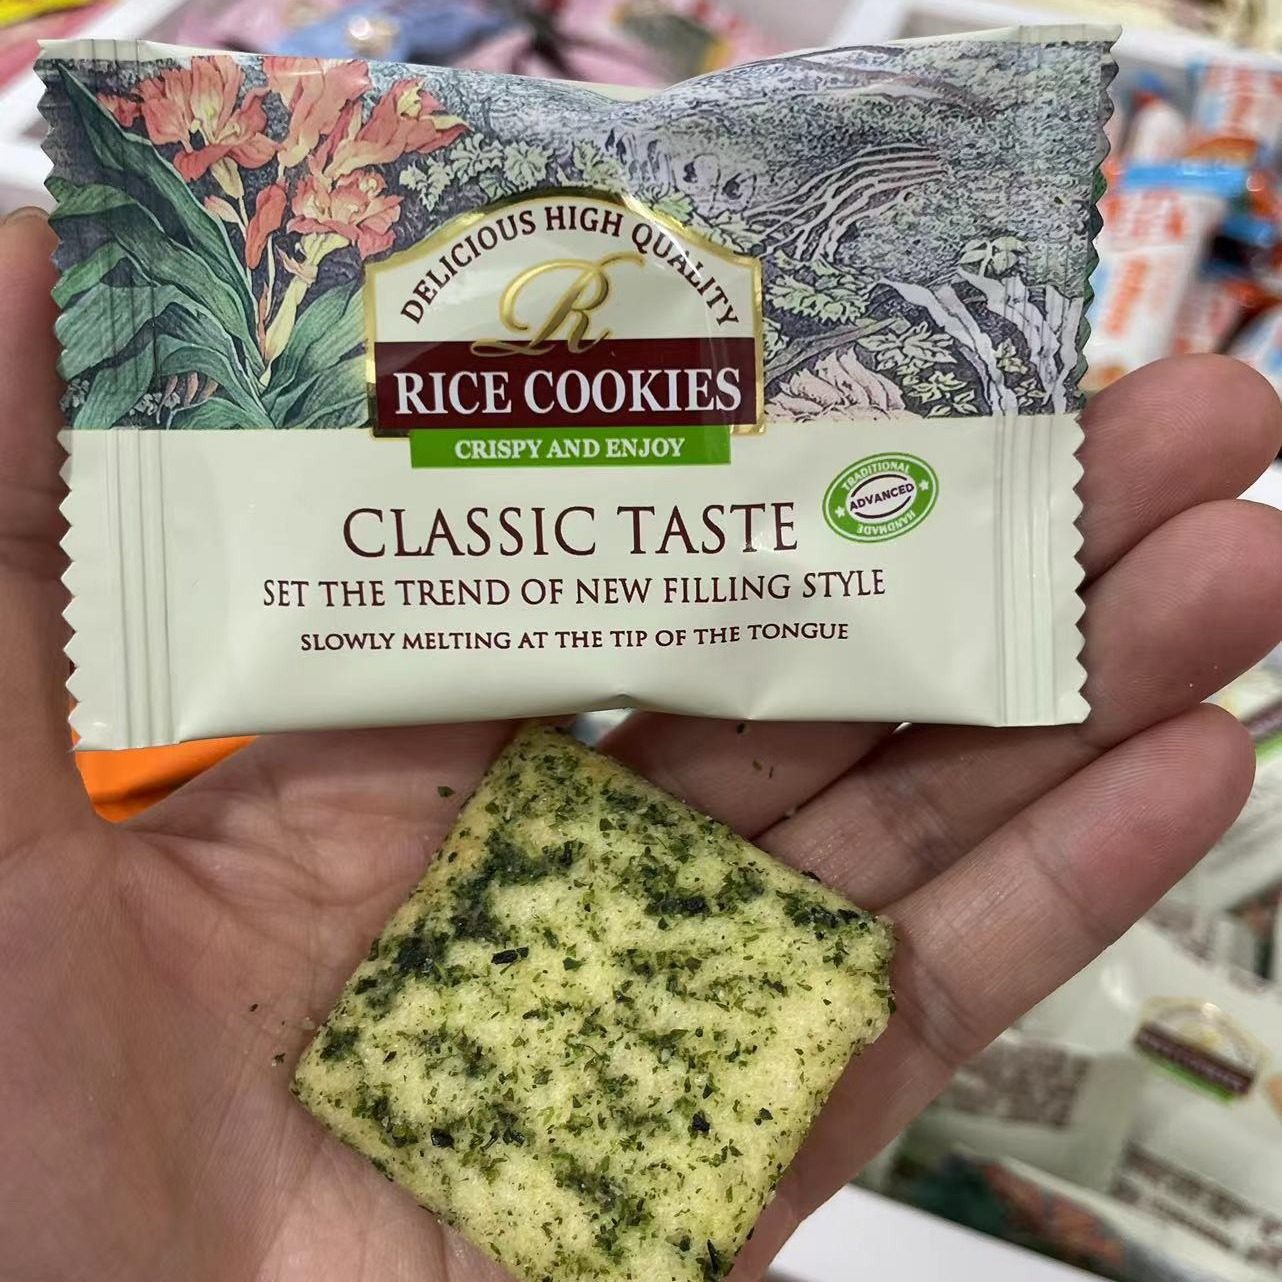 DELICIOUS HIGH QUALITY
R
RICE COOKIES
CRISPY AND ENJOY
TRADITIONAL
ADVANCED
HANDMADE
CLASSIC TASTE
SET THE TREND OF NEW FILLING STYLE
SLOWLY MELTING AT THE TIP OF THE TONGUE